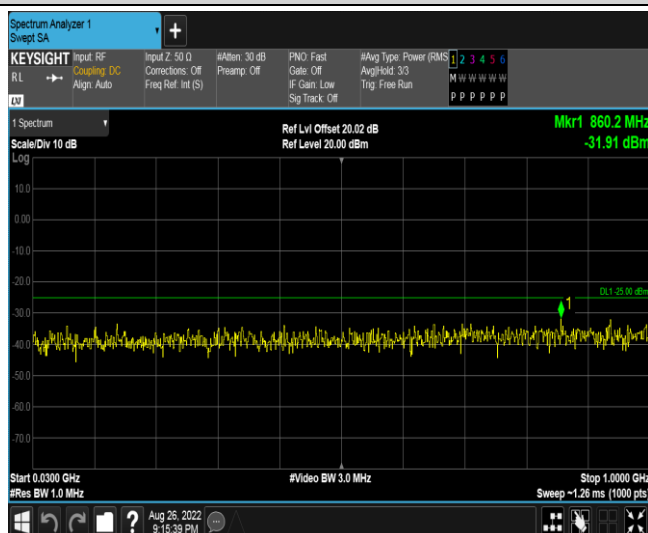 Spectrum Analyzer 1
Swept SA
+
KEYSIGHT
RL
Input: RF
Coupling: DC
Align: Auto
Input Z: 50 Ω
Corrections: Off
Freq Ref: Int (S)
#Atten: 30 dB
Preamp: Off
PNO: Fast
Gate: Off
IF Gain: Low
Sig Track: Off
#Avg Type: Power (RMS
Avg|Hold: 3/3
Trig: Free Run
1 2 3 4 5 6
M W W W W W
P P P P P P
LXI
1 Spectrum
Scale/Div 10 dB
Log
Ref Lvl Offset 20.02 dB
Ref Level 20.00 dBm
Mkr1 860.2 MHz
-31.91 dBm
10.0
0.00
-10.0
-20.0
DL1 -25.00 dBm
1
-30.0
-40.0
-50.0
-60.0
-70.0
Start 0.0300 GHz
#Res BW 1.0 MHz
#Video BW 3.0 MHz
Stop 1.0000 GHz
Sweep ~1.26 ms (1000 pts)
?
Aug 26, 2022
9:15:39 PM